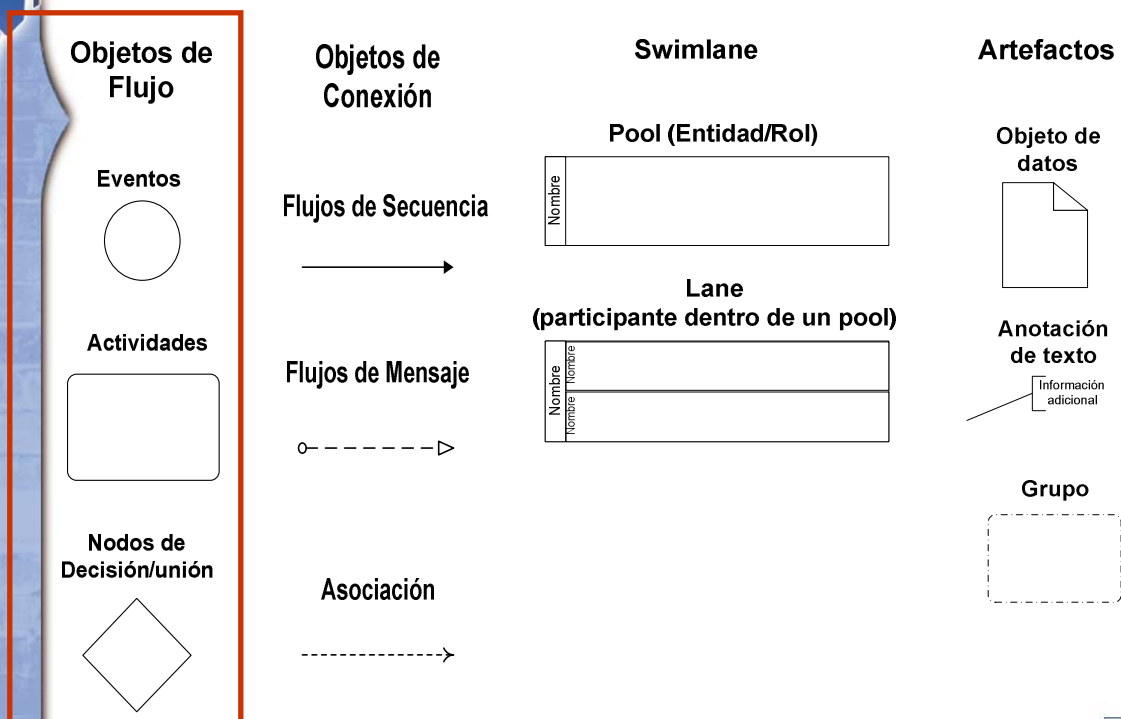 Objetos de
Flujo
Eventos
Actividades
Nodos de
Decisión/unión
Objetos de
Conexión
Flujos de Secuencia
Flujos de Mensaje
Asociación
Swimlane
Pool (Entidad/Rol)
Nombre
Lane
(participante dentro de un pool)
Nombre
Nombre
Nombre
Artefactos
Objeto de
datos
Anotación
de texto
Información
adicional
Grupo